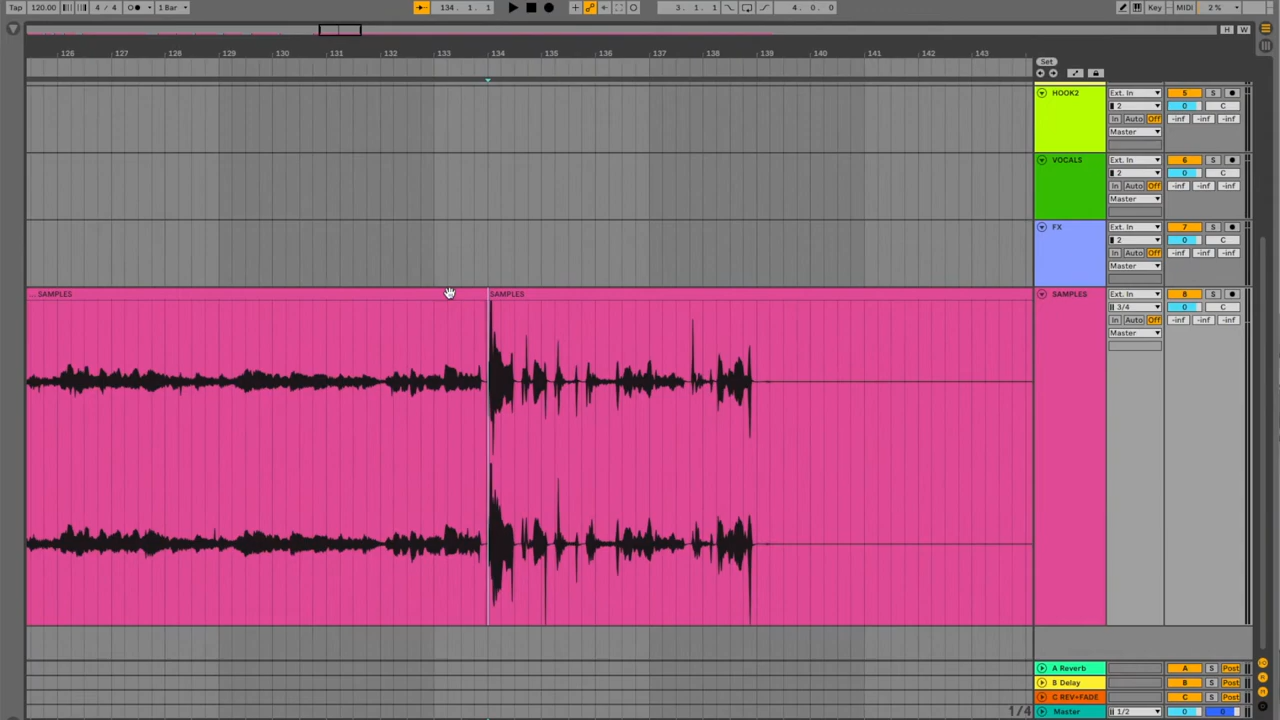 Tap 120.00 4 / 4 1 Bar 134. 1. 1 3. 1. 1 4. 0. 0 Key MIDI 2 %
H W
126 127 128 129 130 131 132 133 134 135 136 137 138 139 140 141 142 143
Set
HOOK2 Ext. In 5 S
2 0 C
In Auto Off -inf -inf -inf
Master
VOCALS Ext. In 6 S
2 0 C
In Auto Off -inf -inf -inf
Master
FX Ext. In 7 S
2 0 C
In Auto Off -inf -inf -inf
Master
... SAMPLES SAMPLES SAMPLES Ext. In 8 S
3/4 0 C
In Auto Off -inf -inf -inf
Master
A Reverb A S Post
B Delay B S Post
C REV+FADE C S Post
1/4 Master 1/2 0 0